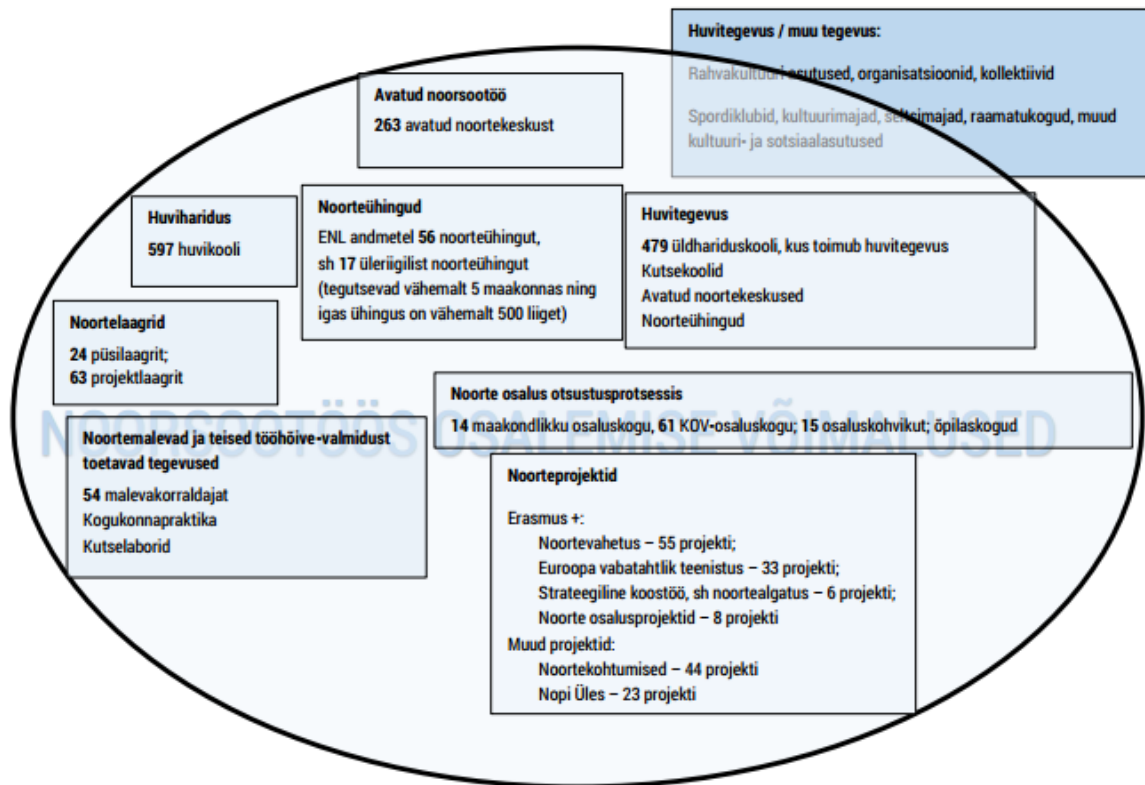 Huvitegevus / muu tegevus:
Rahvakultuuri asutused, organisatsioonid, kollektiivid
Spordiklubid, kultuurimajad, seltsimajad, raamatukogud, muud
kultuuri- ja sotsiaalasutused
Avatud noorsootöö
263 avatud noortekeskust
Huviharidus
597 huvikooli
Noorteühingud
ENL andmetel 56 noorteühingut,
sh 17 üleriigilist noorteühingut
(tegutsevad vähemalt 5 maakonnas ning
igas ühingus on vähemalt 500 liiget)
Huvitegevus
479 üldhariduskooli, kus toimub huvitegevus
Kutsekoolid
Avatud noortekeskused
Noorteühingud
Noortelaagrid
24 püsilaagrit;
63 projektlaagrit
Noorte osalus otsustusprotsessis
14 maakondlikku osaluskogu, 61 KOV-osaluskogu; 15 osaluskohvikut; õpilaskogud
NOORSOOTÖÖS OSALEMISE VÕIMALUSED
Noortemalevad ja teised tööhõive-valmidust
toetavad tegevused
54 malevakorraldajat
Kogukonnapraktika
Kutselaborid
Noorteprojektid
Erasmus +:
Noortevahetus – 55 projekti;
Euroopa vabatahtlik teenistus – 33 projekti;
Strateegiline koostöö, sh noortealgatus – 6 projekti;
Noorte osalusprojektid – 8 projekti
Muud projektid:
Noortekohtumised – 44 projekti
Nopi Üles – 23 projekti